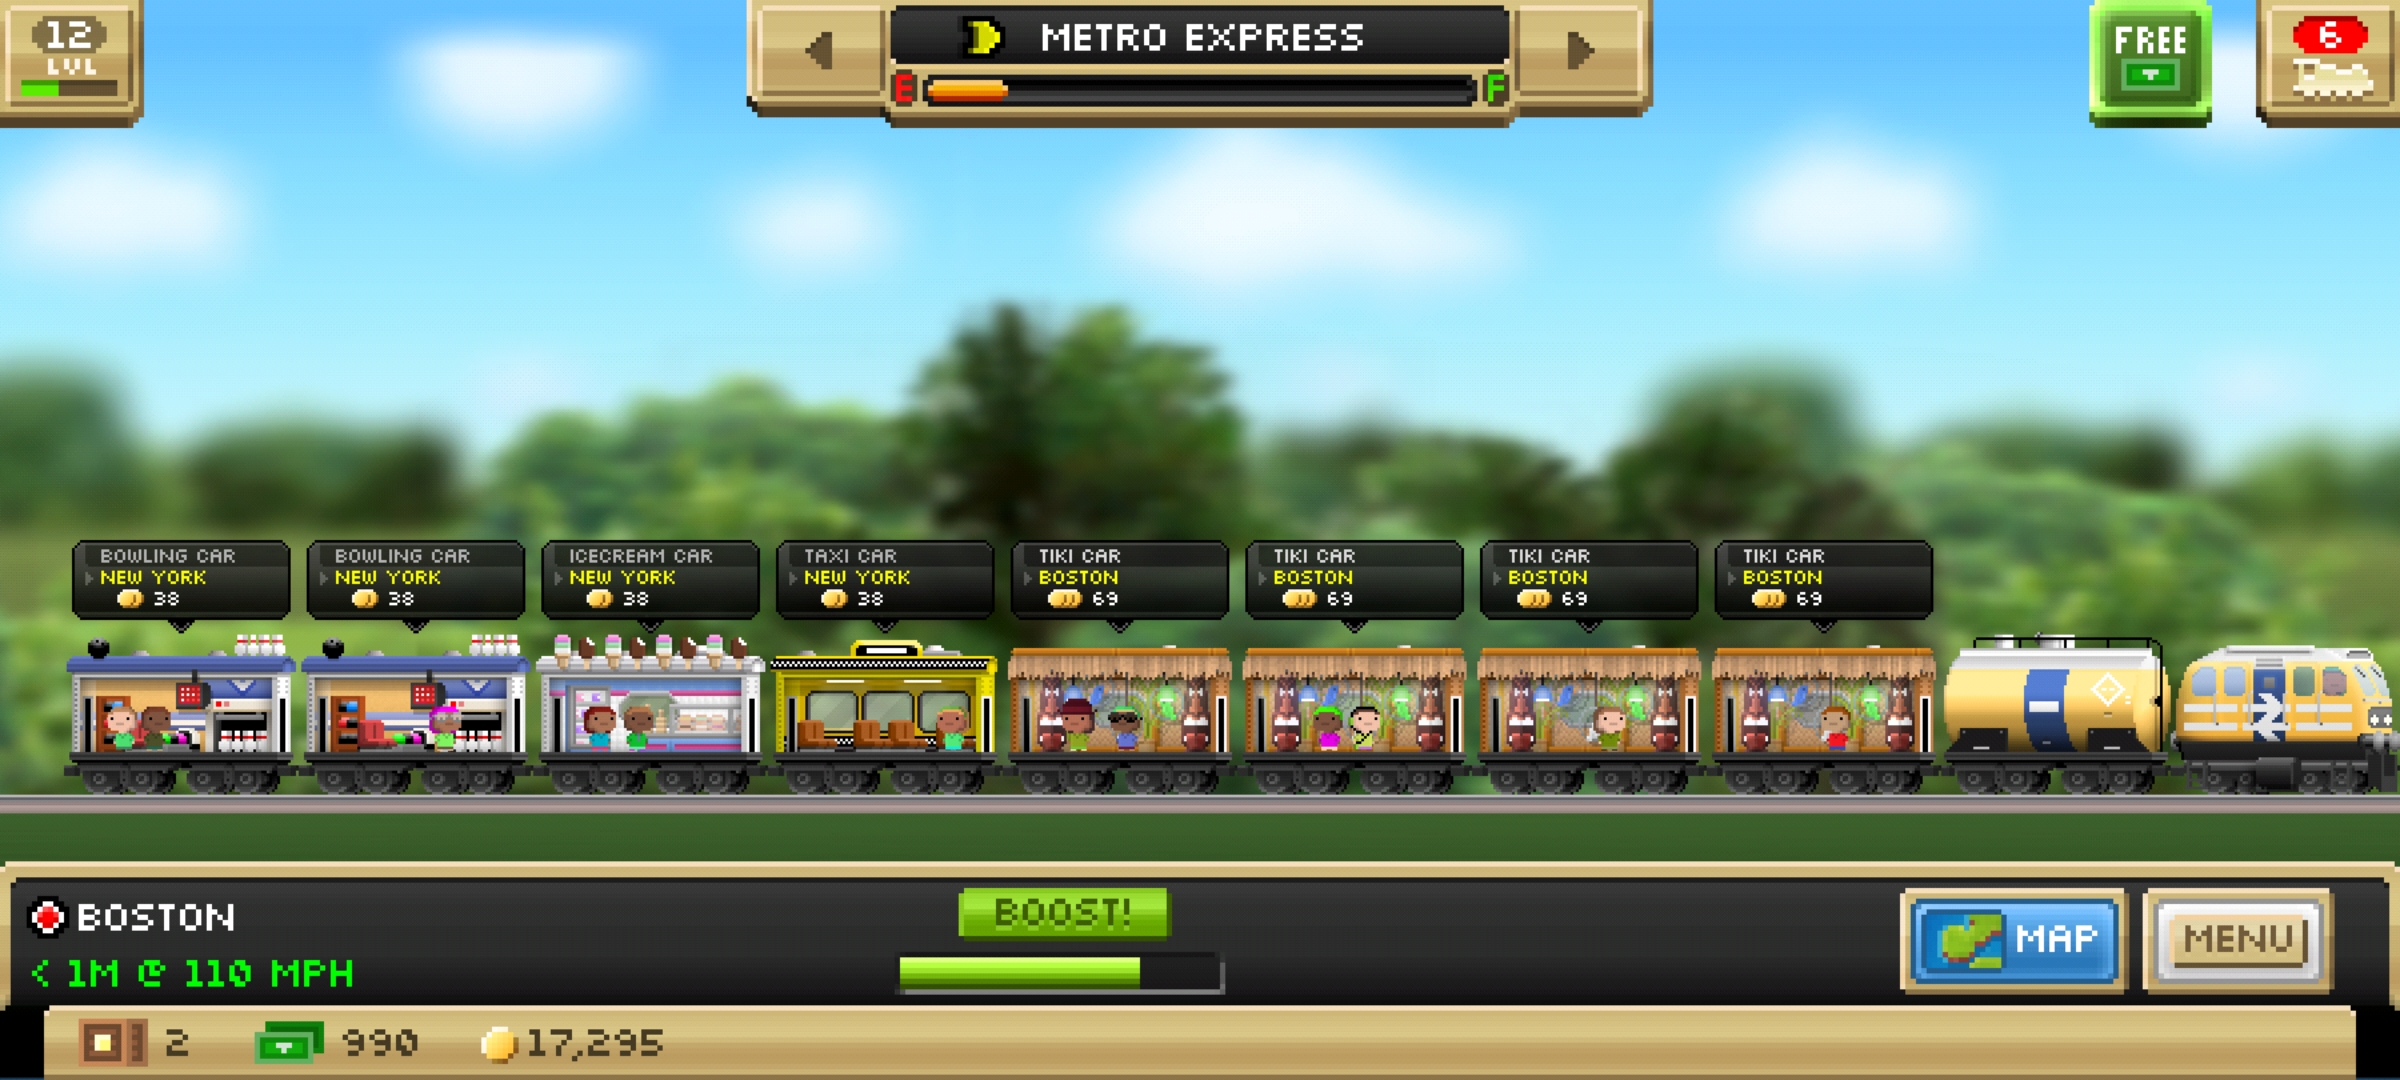 12
LVL
METRO EXPRESS
E F
FREE
6
BOWLING CAR
NEW YORK
38
BOWLING CAR
NEW YORK
38
ICECREAM CAR
NEW YORK
38
TAXI CAR
NEW YORK
38
TIKI CAR
BOSTON
69
TIKI CAR
BOSTON
69
TIKI CAR
BOSTON
69
TIKI CAR
BOSTON
69
BOSTON
< 1M @ 110 MPH
BOOST!
MAP
MENU
2 990 17,295